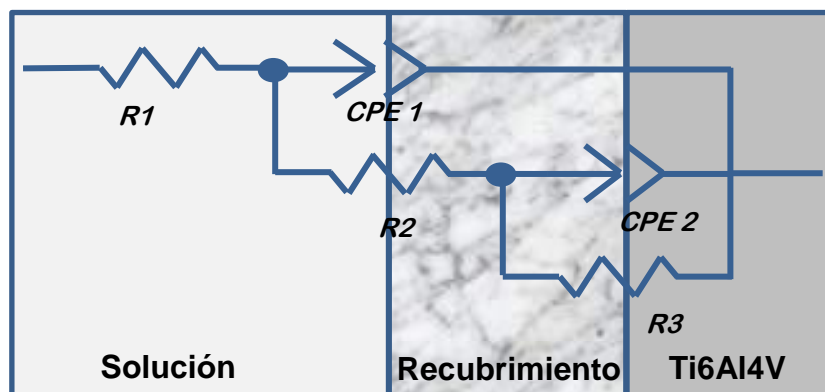 R1
CPE 1
R2
CPE 2
R3
Solución
Recubrimiento
Ti6Al4V